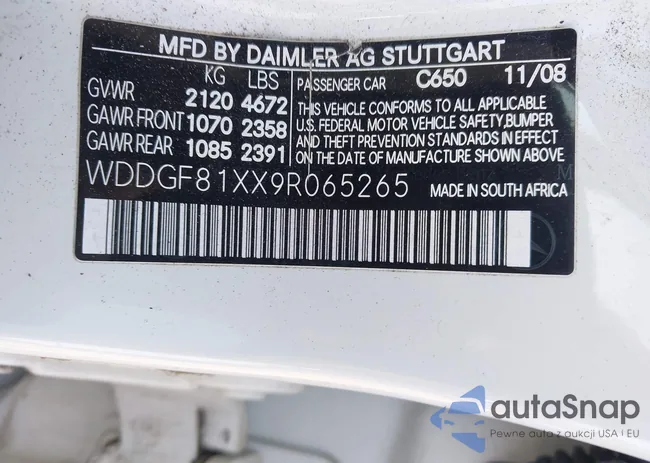 MFD BY DAIMLER AG STUTTGART
KG LBS
PASSENGER CAR C650 11/08
GVWR 2120 4672
GAWR FRONT 1070 2358
GAWR REAR 1085 2391
THIS VEHICLE CONFORMS TO ALL APPLICABLE
U.S. FEDERAL MOTOR VEHICLE SAFETY, BUMPER
AND THEFT PREVENTION STANDARDS IN EFFECT
ON DATE OF MANUFACTURE SHOWN ABOVE
WDDGF81XX9R065265 MADE IN SOUTH AFRICA
M
autaSnap
Pewne auto z aukcji USA i EU